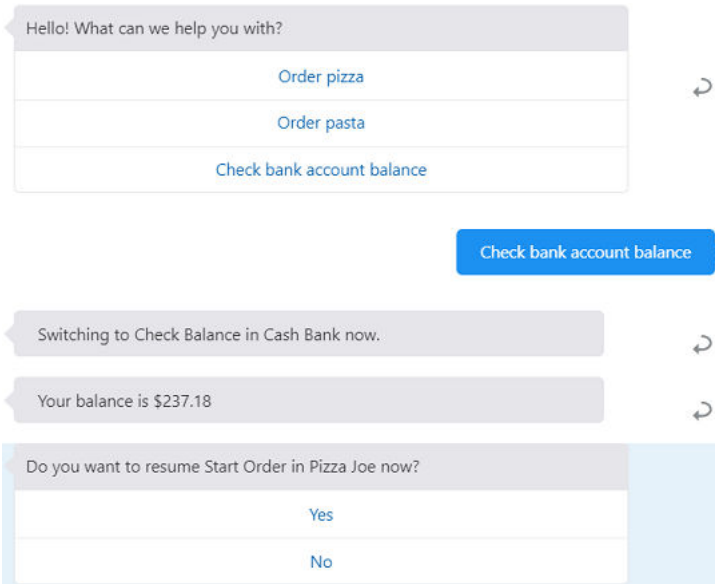 Hello! What can we help you with?
Order pizza
Order pasta
Check bank account balance
Check bank account balance
Switching to Check Balance in Cash Bank now.
Your balance is $237.18
Do you want to resume Start Order in Pizza Joe now?
Yes
No